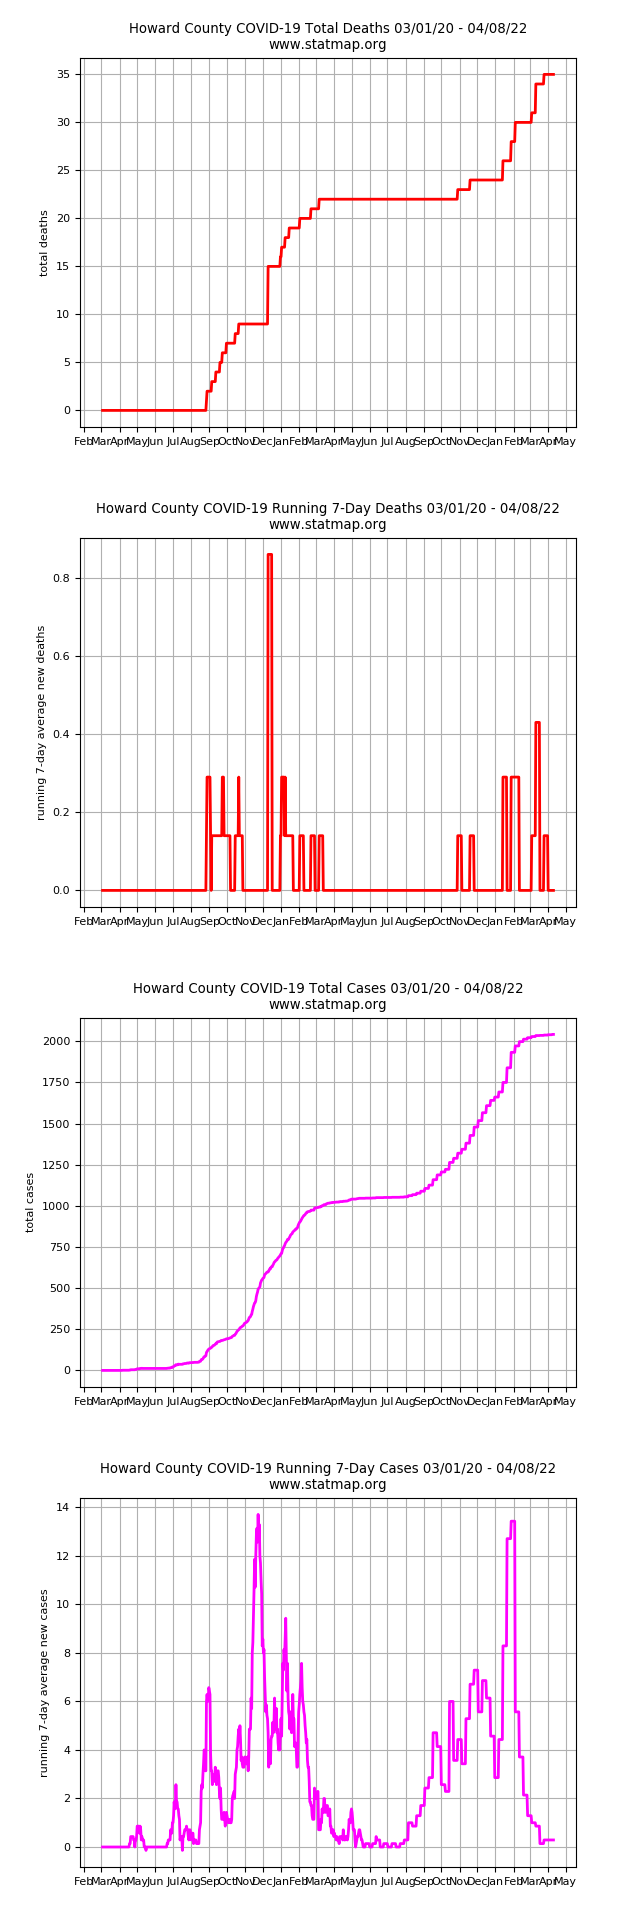 Howard County COVID-19 Total Deaths 03/01/20 - 04/08/22
www.statmap.org
35
30
25
20
15
10
5
0
total deaths
Feb Mar Apr May Jun Jul Aug Sep Oct Nov Dec Jan Feb Mar Apr May Jun Jul Aug Sep Oct Nov Dec Jan Feb Mar Apr May
Howard County COVID-19 Running 7-Day Deaths 03/01/20 - 04/08/22
www.statmap.org
0.8
0.6
0.4
0.2
0.0
running 7-day average new deaths
Feb Mar Apr May Jun Jul Aug Sep Oct Nov Dec Jan Feb Mar Apr May Jun Jul Aug Sep Oct Nov Dec Jan Feb Mar Apr May
Howard County COVID-19 Total Cases 03/01/20 - 04/08/22
www.statmap.org
2000
1750
1500
1250
1000
750
500
250
0
total cases
Feb Mar Apr May Jun Jul Aug Sep Oct Nov Dec Jan Feb Mar Apr May Jun Jul Aug Sep Oct Nov Dec Jan Feb Mar Apr May
Howard County COVID-19 Running 7-Day Cases 03/01/20 - 04/08/22
www.statmap.org
14
12
10
8
6
4
2
0
running 7-day average new cases
Feb Mar Apr May Jun Jul Aug Sep Oct Nov Dec Jan Feb Mar Apr May Jun Jul Aug Sep Oct Nov Dec Jan Feb Mar Apr May